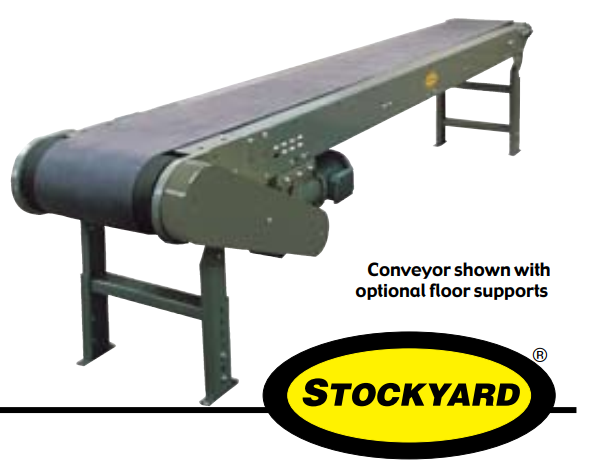 Conveyor shown with
optional floor supports
®
STOCKYARD